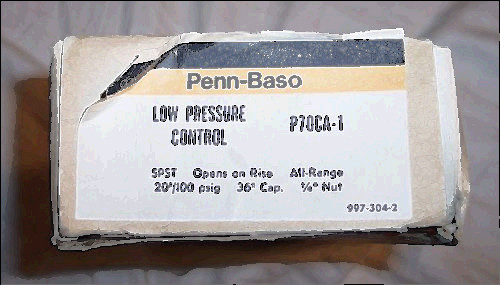 Penn-Baso
LOW PRESSURE
CONTROL
P70CA-1
SPST Opens on Rise All-Range
20"/100 psig 36" Cap. ¼" Nut
997-304-2